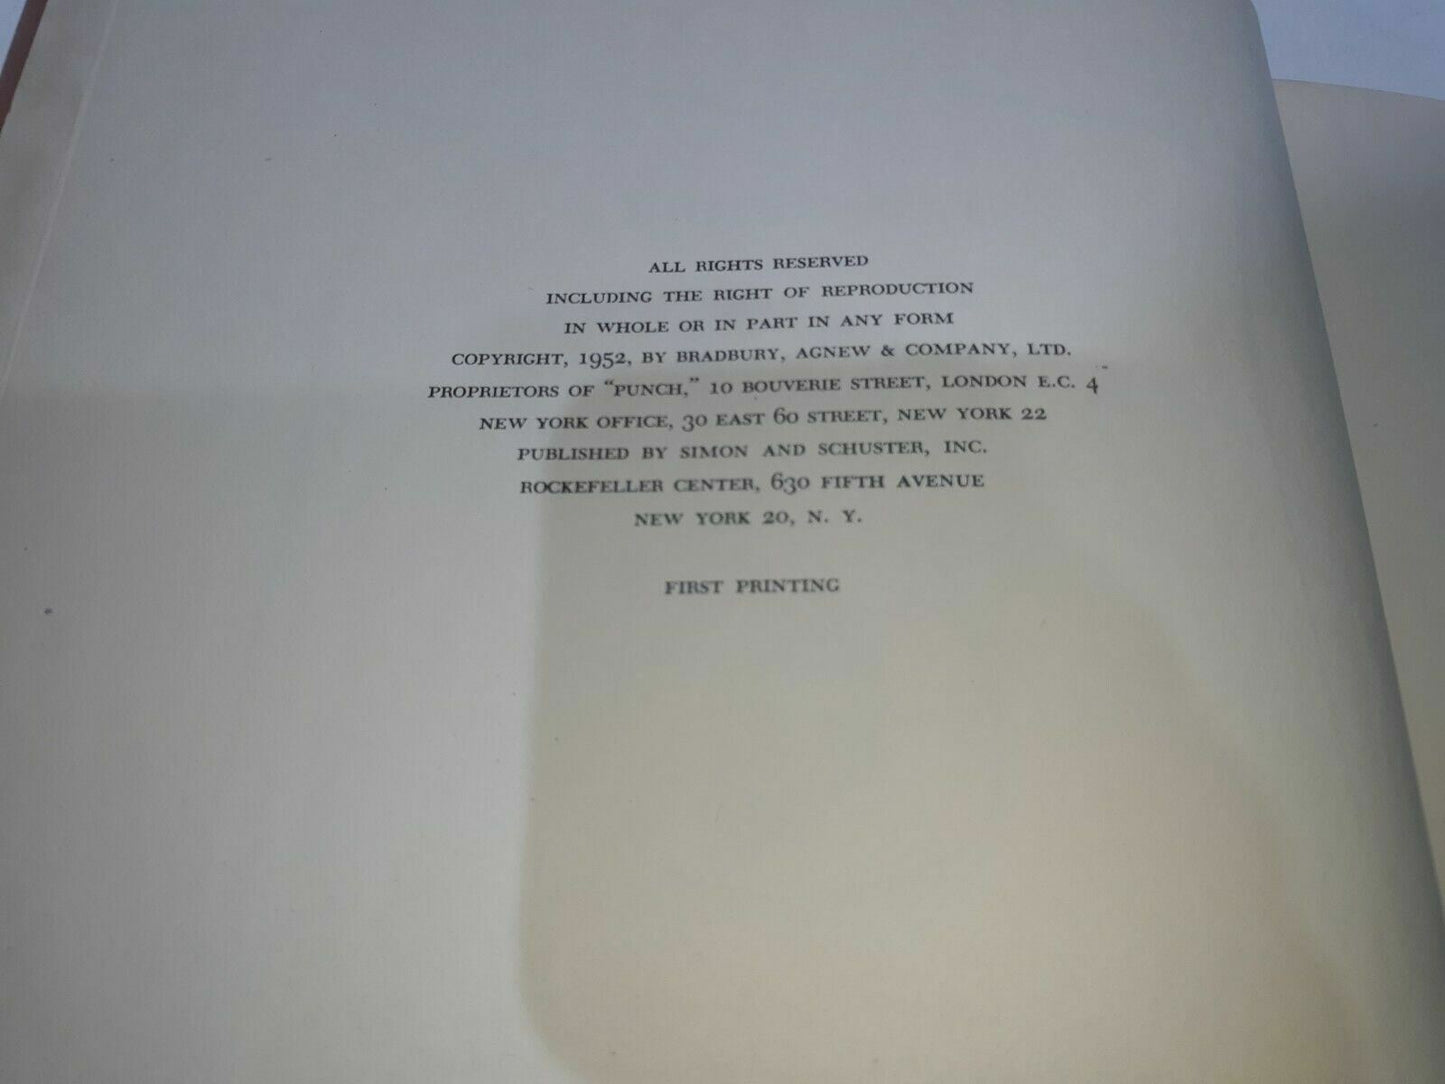 ALL RIGHTS RESERVED
INCLUDING THE RIGHT OF REPRODUCTION
IN WHOLE OR IN PART IN ANY FORM
COPYRIGHT, 1952, BY BRADBURY, AGNEW & COMPANY, LTD.
PROPRIETORS OF “PUNCH,” 10 BOUVERIE STREET, LONDON E.C. 4
NEW YORK OFFICE, 30 EAST 60 STREET, NEW YORK 22
PUBLISHED BY SIMON AND SCHUSTER, INC.
ROCKEFELLER CENTER, 630 FIFTH AVENUE
NEW YORK 20, N. Y.
FIRST PRINTING